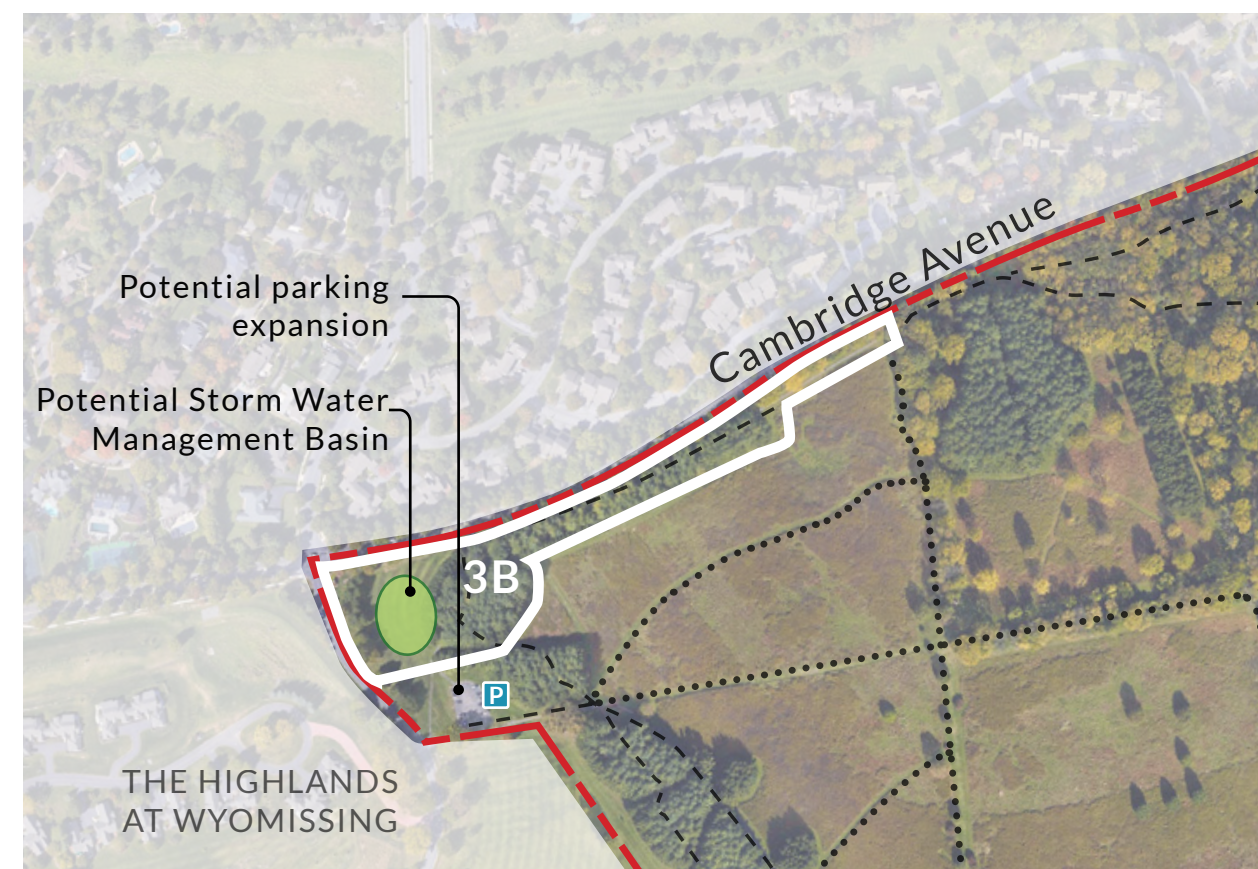 Cambridge Avenue
Potential parking
expansion
Potential Storm Water
Management Basin
3B
P
THE HIGHLANDS
AT WYOMISSING